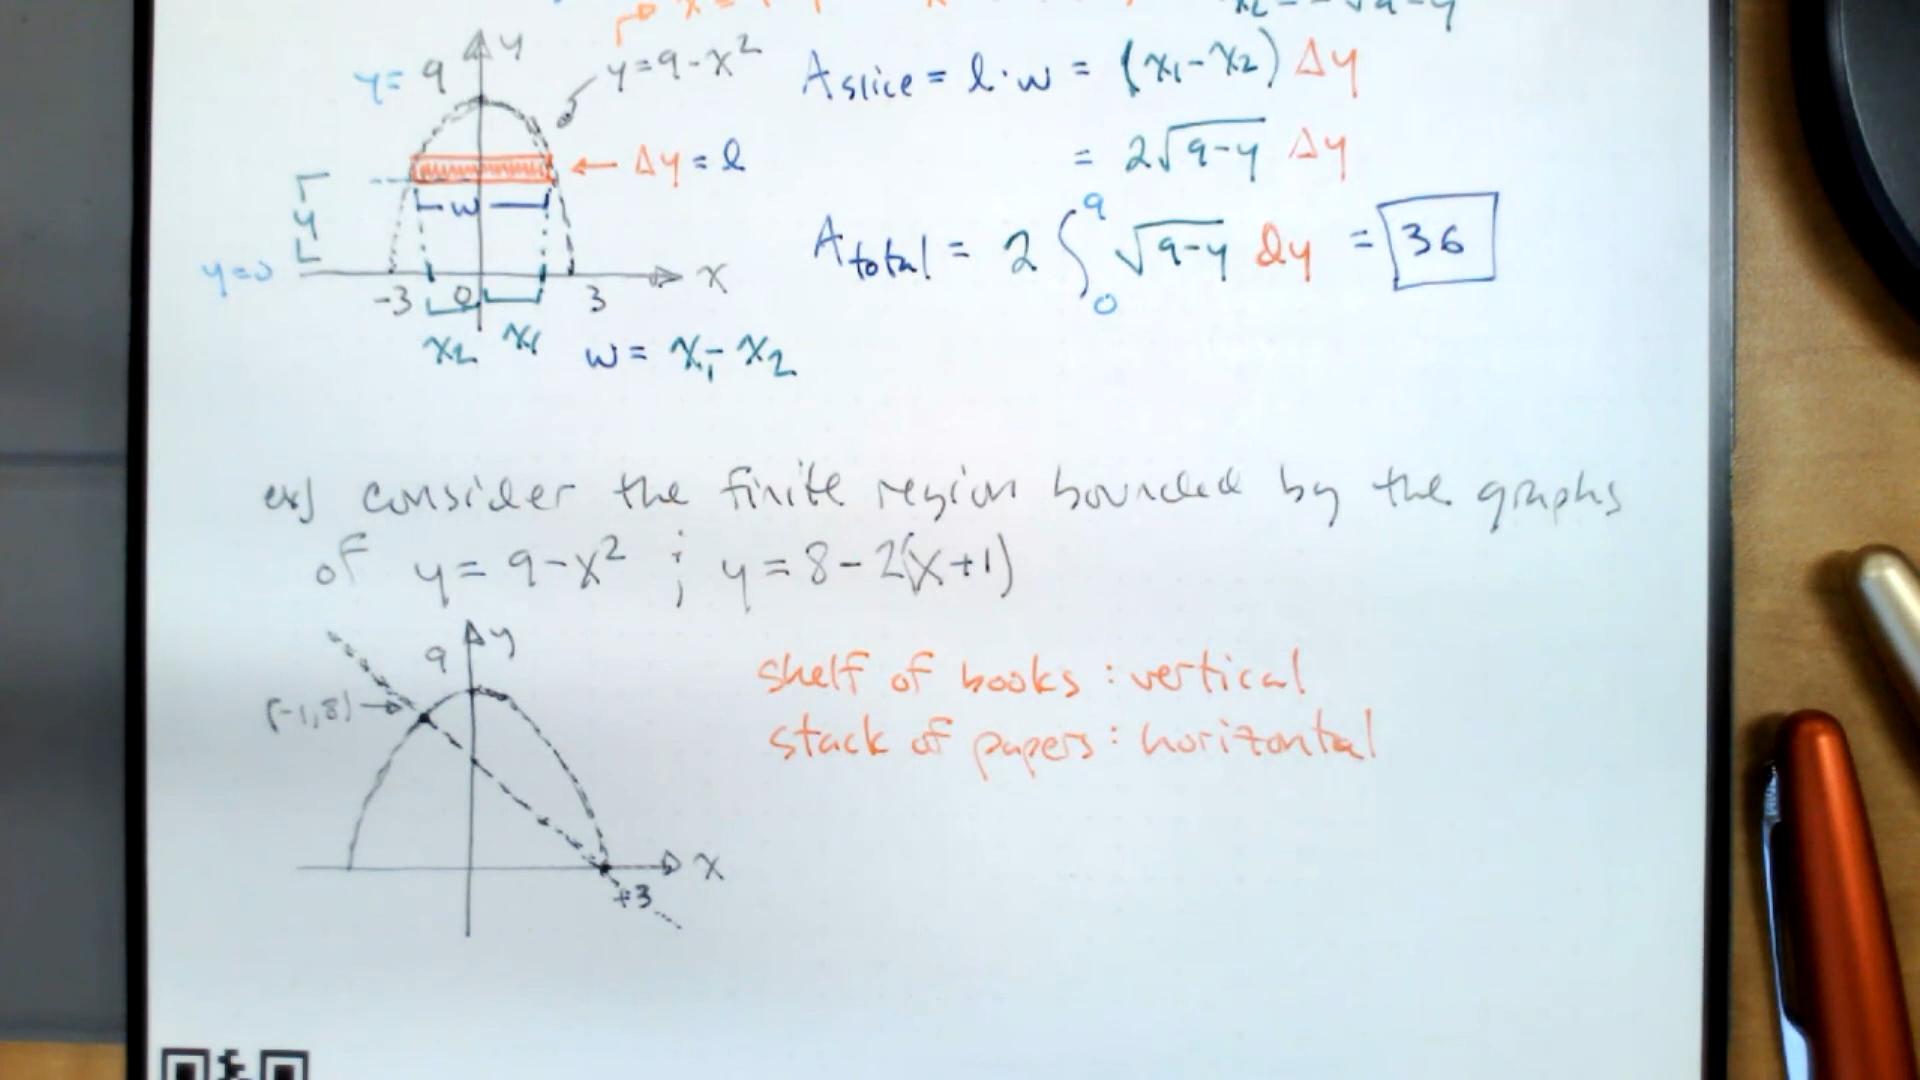 y = 9 y
y = 9 - x²
A slice = l · w = (x₁ - x₂) Δy
← Δy = l
= 2√(9-y) Δy
w
y
y = 0
A total = 2 ∫₀⁹ √(9-y) dy = 36
-3 0 3 x
x₂ x₁ w = x₁ - x₂
ex) consider the finite region bounded by the graphs
of y = 9 - x² ; y = 8 - 2(x+1)
9 y
(-1, 8)
shelf of books : vertical
stack of papers : horizontal
x
+3